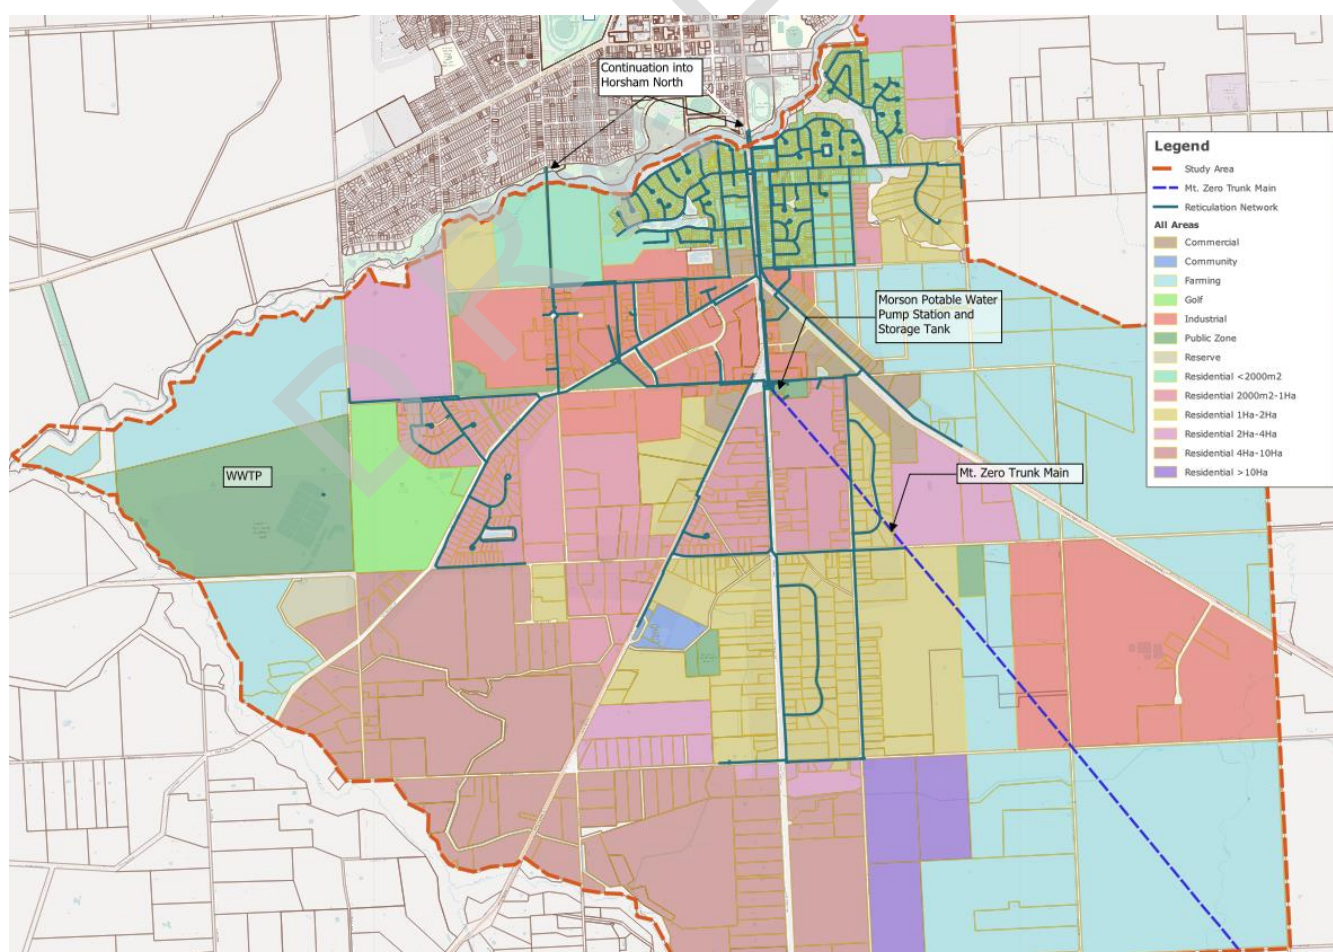 Continuation into
Horsham North
Legend
Study Area
Mt. Zero Trunk Main
Reticulation Network
All Areas
Commercial
Community
Farming
Golf
Industrial
Public Zone
Reserve
Residential <2000m2
Residential 2000m2-1Ha
Residential 1Ha-2Ha
Residential 2Ha-4Ha
Residential 4Ha-10Ha
Residential >10Ha
Morson Potable Water
Pump Station and
Storage Tank
WWTP
Mt. Zero Trunk Main